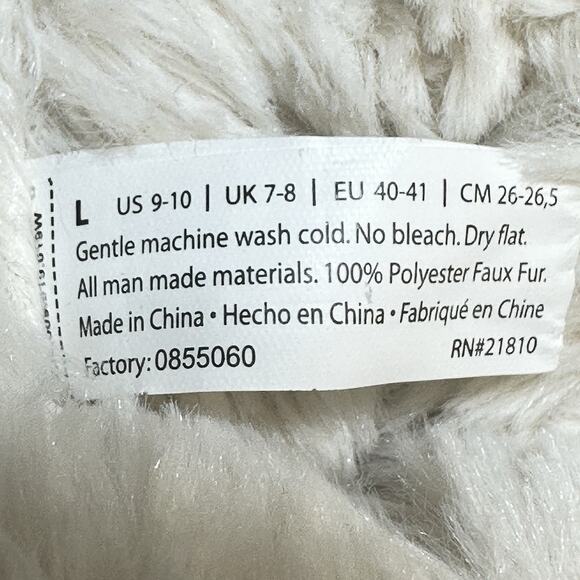 L US 9-10 | UK 7-8 | EU 40-41 | CM 26-26,5
Gentle machine wash cold. No bleach. Dry flat.
All man made materials. 100% Polyester Faux Fur.
Made in China • Hecho en China • Fabriqué en Chine
Factory: 0855060 RN#21810